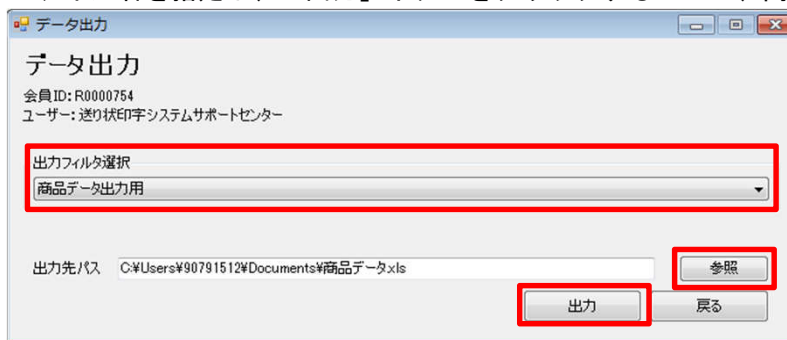 データ出力
データ出力
会員ID: R0000754
ユーザー: 送り状印字システムサポートセンター
出力フィルタ選択
商品データ出力用
出力先パス C:¥Users¥90791512¥Documents¥商品データ.xls 参照
出力 戻る